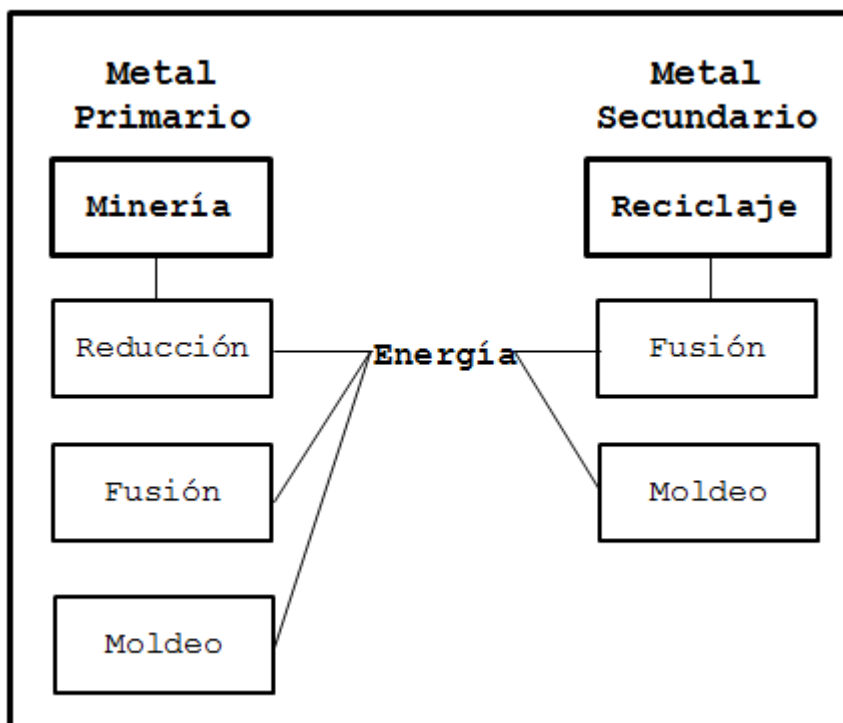 Metal
Primario
Metal
Secundario
Minería
Reciclaje
Reducción
Energía
Fusión
Fusión
Moldeo
Moldeo